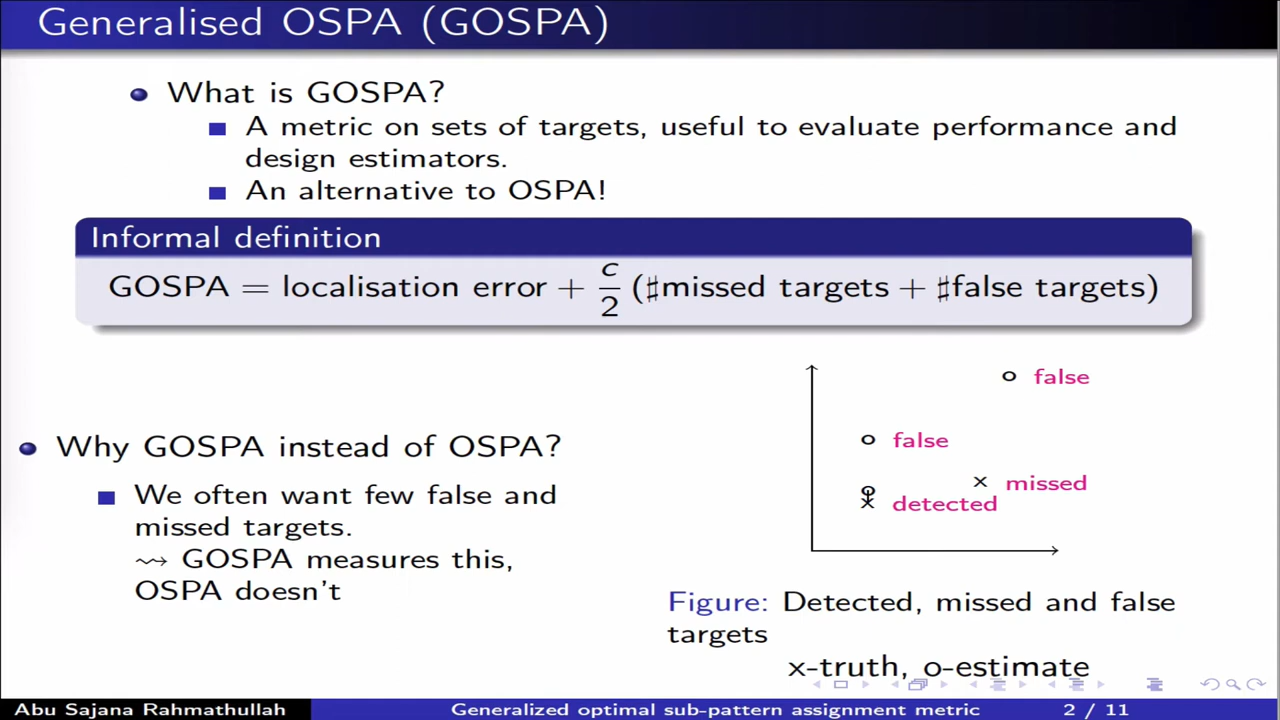 Generalised OSPA (GOSPA)
What is GOSPA?
A metric on sets of targets, useful to evaluate performance and
design estimators.
An alternative to OSPA!
Informal definition
GOSPA = localisation error + c/2 (♯missed targets + ♯false targets)
Why GOSPA instead of OSPA?
We often want few false and
missed targets.
⇝ GOSPA measures this,
OSPA doesn't
o false
o false
x missed
o
x detected
Figure: Detected, missed and false
targets
x-truth, o-estimate
Abu Sajana Rahmathullah
Generalized optimal sub-pattern assignment metric
2 / 11